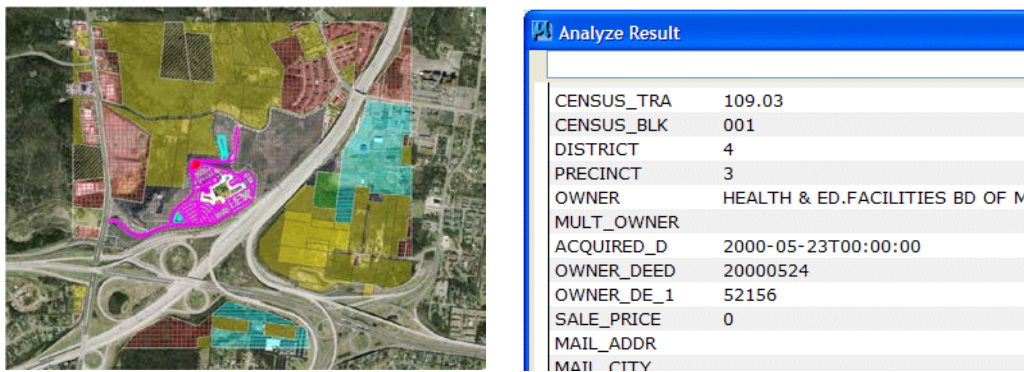 Analyze Result
CENSUS_TRA 109.03
CENSUS_BLK 001
DISTRICT 4
PRECINCT 3
OWNER HEALTH & ED.FACILITIES BD OF M
MULT_OWNER
ACQUIRED_D 2000-05-23T00:00:00
OWNER_DEED 20000524
OWNER_DE_1 52156
SALE_PRICE 0
MAIL_ADDR
MAIL_CITY